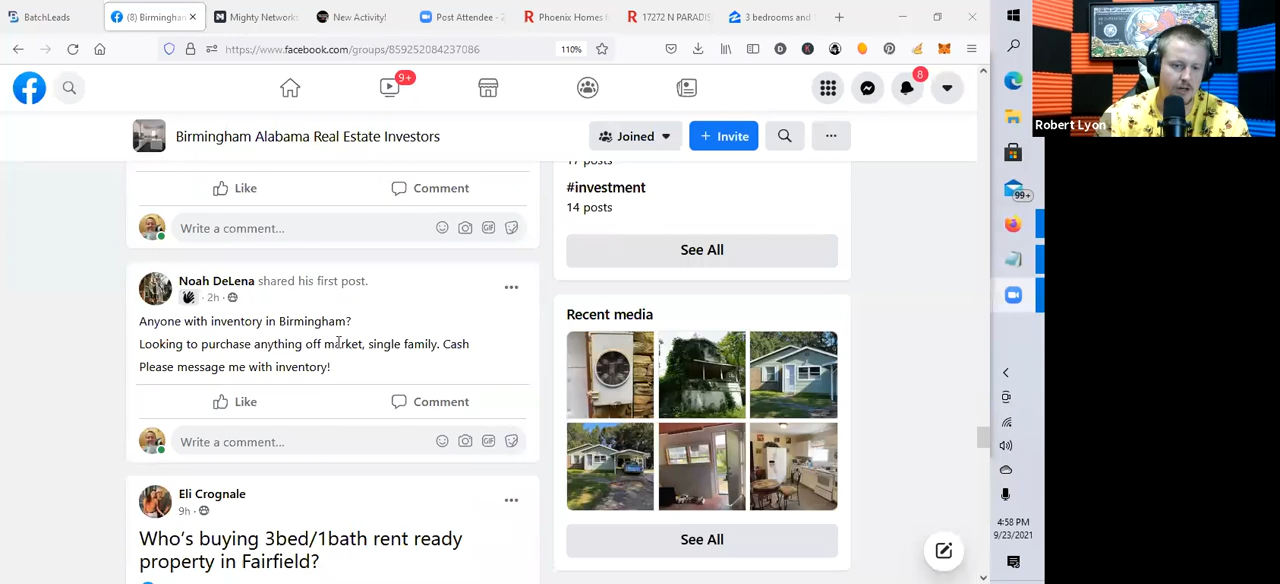 BatchLeads
(8) Birmingham
Mighty Network
New Activity!
Post Attendee - Z
Phoenix Homes f
17272 N PARADIS
3 bedrooms and
https://www.facebook.com/groups/859252084237086
110%
9+
8
Birmingham Alabama Real Estate Investors
Joined
+ Invite
Robert Lyon
17 posts
#investment
14 posts
See All
Like
Comment
Write a comment...
GIF
Noah DeLena shared his first post.
· 2h ·
Anyone with inventory in Birmingham?
Looking to purchase anything off market, single family. Cash
Please message me with inventory!
Like
Comment
Write a comment...
GIF
Eli Crognale
9h ·
Who's buying 3bed/1bath rent ready
property in Fairfield?
Recent media
See All
99+
4:58 PM
9/23/2021